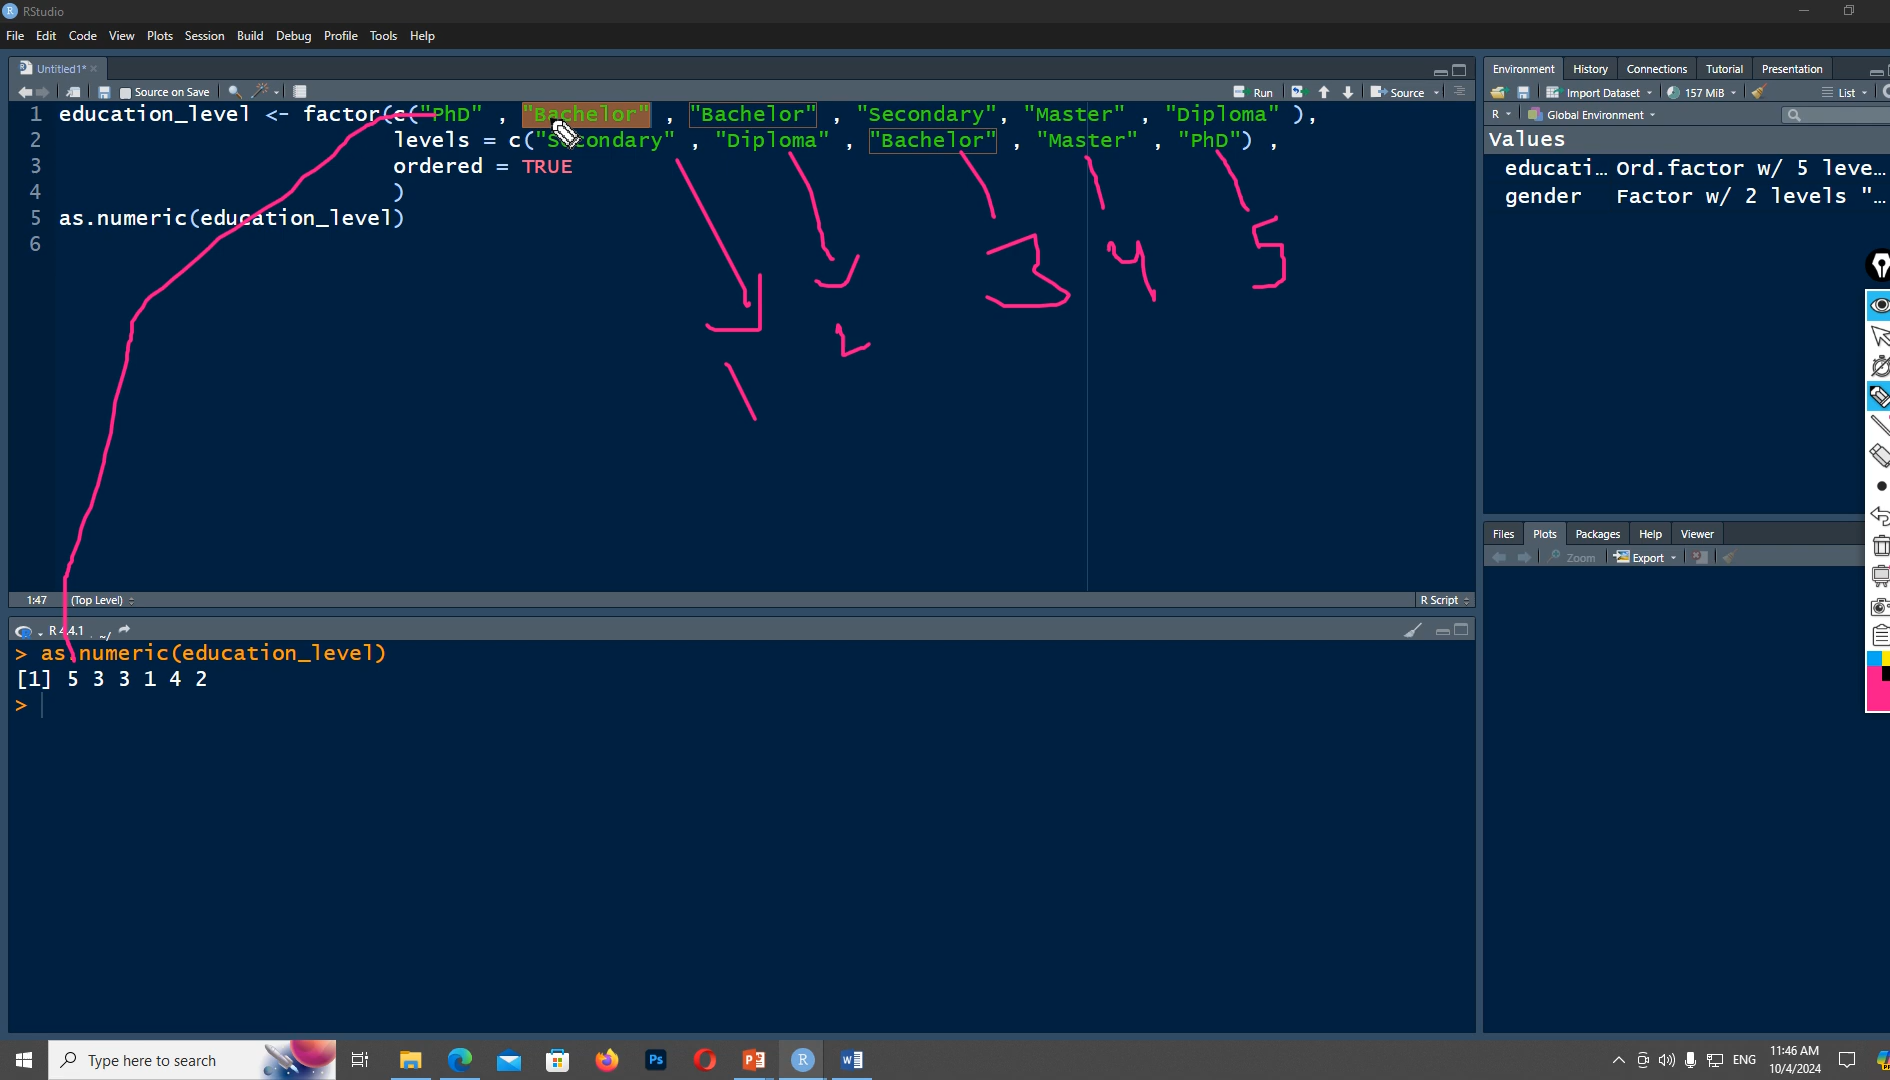 RStudio
File Edit Code View Plots Session Build Debug Profile Tools Help
Untitled1*
Source on Save Run Source
1 education_level <- factor(c("PhD" , "Bachelor" , "Bachelor" , "Secondary", "Master" , "Diploma" ),
2 levels = c("Secondary" , "Diploma" , "Bachelor" , "Master" , "PhD") ,
3 ordered = TRUE
4 )
5 as.numeric(education_level)
6
1 2 3 4 5
1:47 (Top Level) R Script
R 4.4.1 . ~/
> as.numeric(education_level)
[1] 5 3 3 1 4 2
>
Environment History Connections Tutorial Presentation
Import Dataset 157 MiB List
R Global Environment
Values
educati… Ord.factor w/ 5 leve…
gender Factor w/ 2 levels "…
Files Plots Packages Help Viewer
Zoom Export
Type here to search
Ps
R
ENG
11:46 AM
10/4/2024